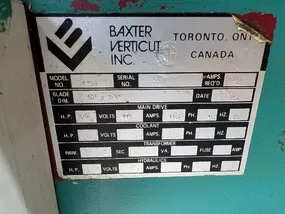 BAXTER
VERTICUT
INC.
TORONTO, ONT
CANADA
MODEL NO. SERIAL NO. AMPS. REQ'D.
BLADE DIM. DATE
MAIN DRIVE
H.P. VOLTS AMPS. PH. HZ.
COOLANT
H.P. VOLTS AMPS. PH. HZ.
TRANSFORMER
PRIM. SEC. VA. FUSE AMP
HYDRAULICS
H.P. VOLTS AMPS. PH. HZ.